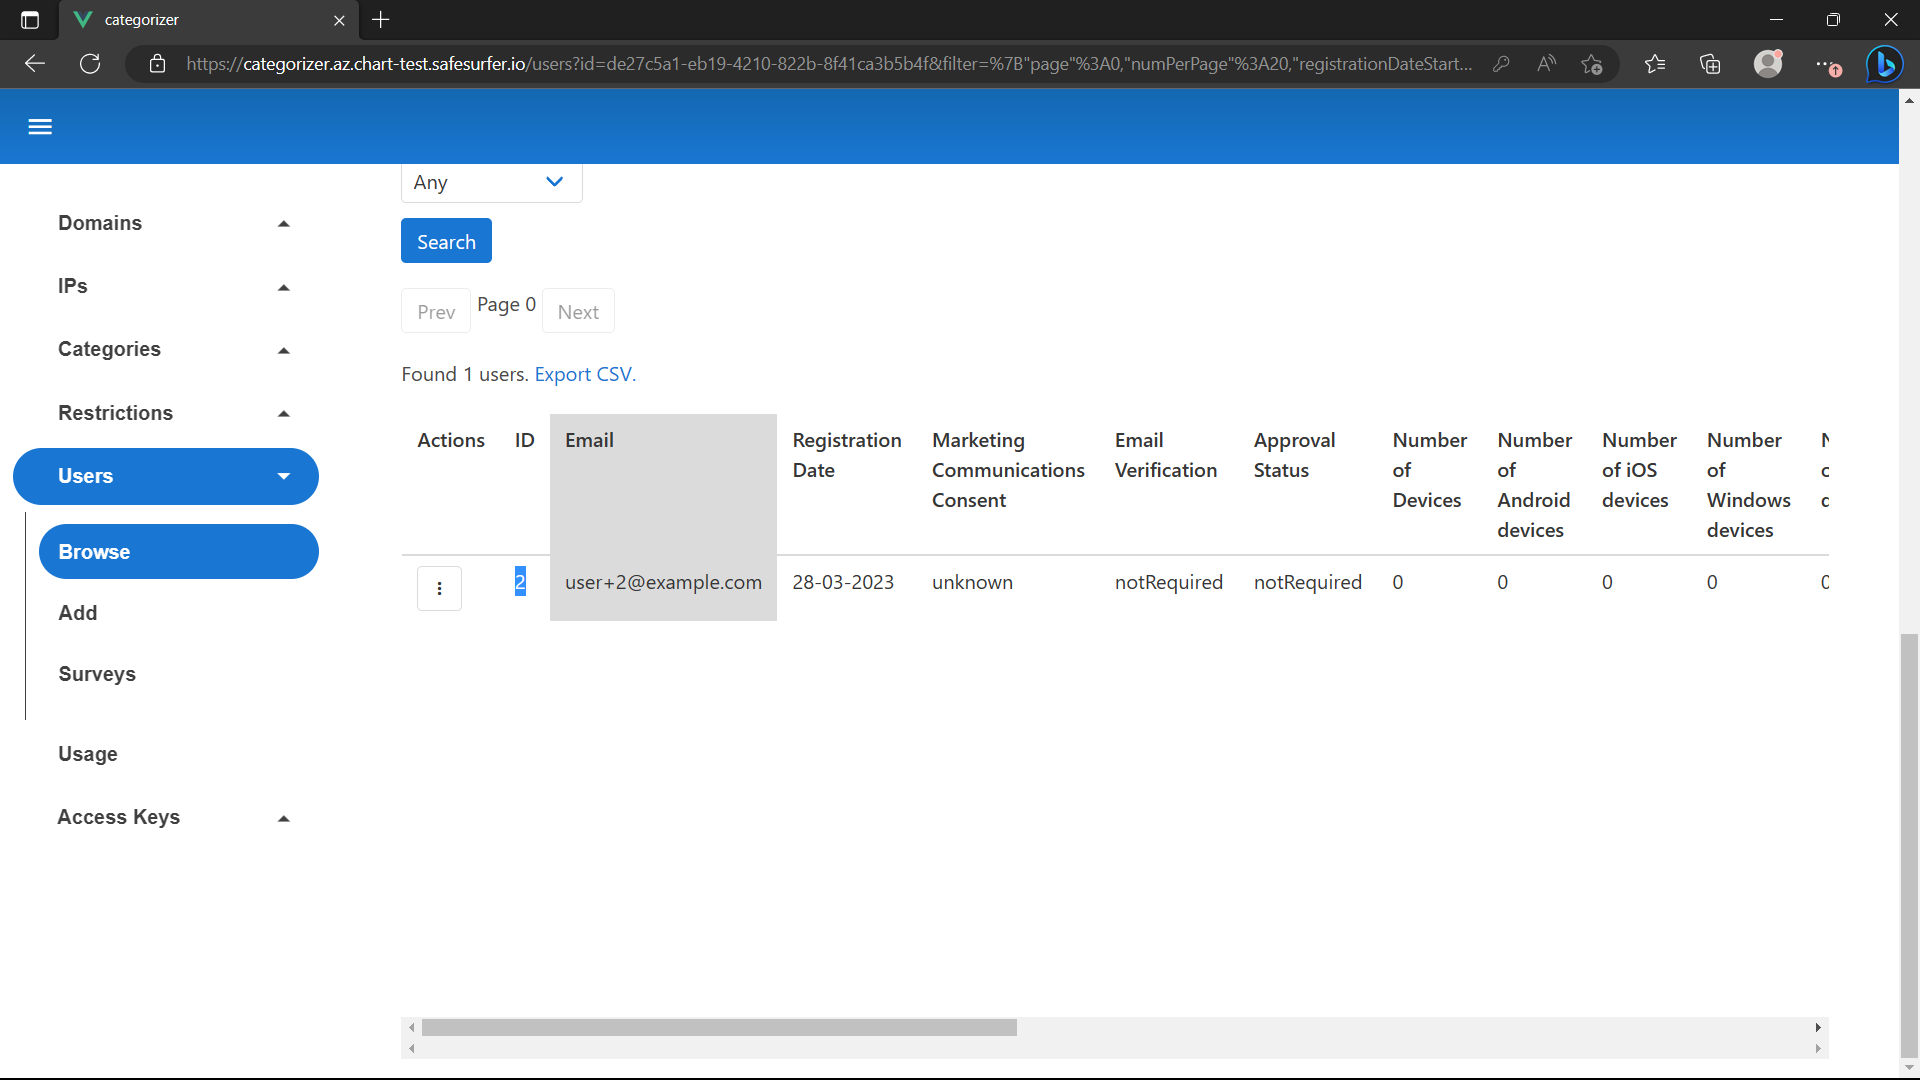 categorizer
https://categorizer.az.chart-test.safesurfer.io/users?id=de27c5a1-eb19-4210-822b-8f41ca3b5b4f&filter=%7B"page"%3A0,"numPerPage"%3A20,"registrationDateStart...
Any
Search
Prev Page 0 Next
Found 1 users. Export CSV.
Domains
IPs
Categories
Restrictions
Users
Browse
Add
Surveys
Usage
Access Keys
Actions ID Email Registration Date Marketing Communications Consent Email Verification Approval Status Number of Devices Number of Android devices Number of iOS devices Number of Windows devices
2 user+2@example.com 28-03-2023 unknown notRequired notRequired 0 0 0 0 0